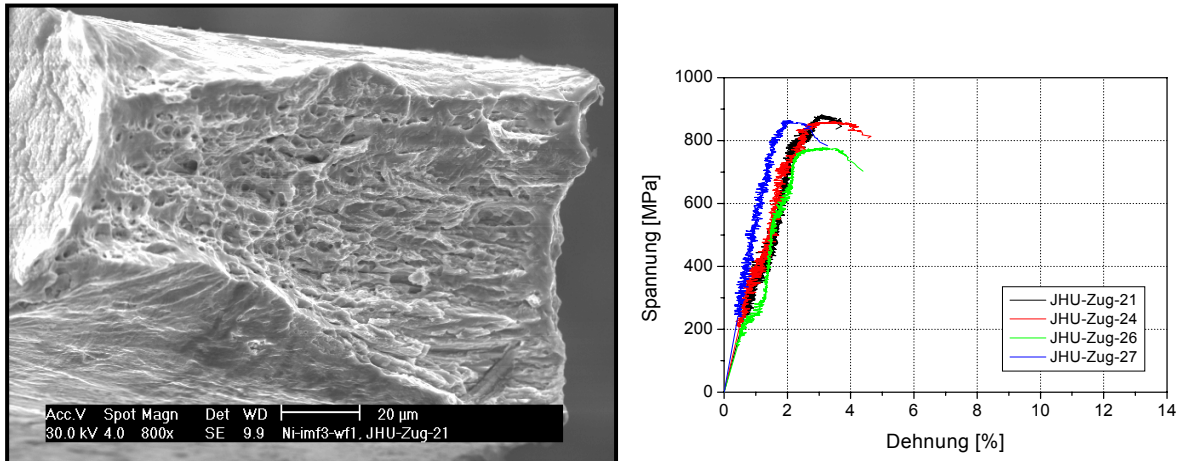 Acc.V Spot Magn Det WD 20 µm
30.0 kV 4.0 800x SE 9.9 Ni-imf3-wf1, JHU-Zug-21
1000
800
600
400
200
0
0 2 4 6 8 10 12 14
Spannung [MPa]
Dehnung [%]
JHU-Zug-21
JHU-Zug-24
JHU-Zug-26
JHU-Zug-27